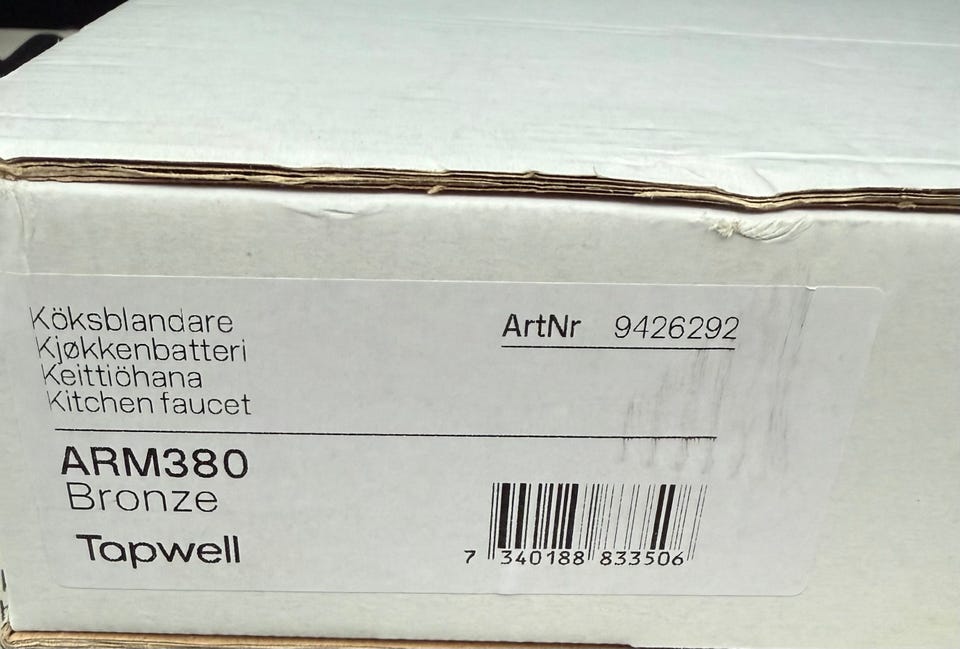 Köksblandare
Kjøkkenbatteri
Keittiöhana
Kitchen faucet
ArtNr 9426292
ARM380
Bronze
Tapwell
7 340188 833506